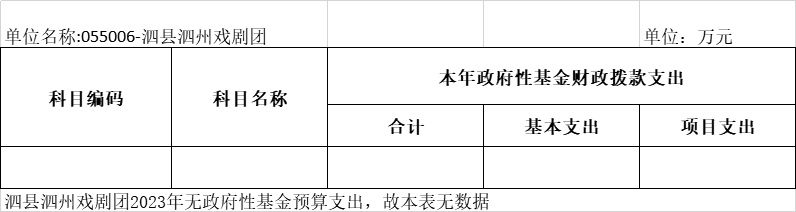 单位名称:055006-泗县泗州戏剧团 单位：万元
科目编码 科目名称 本年政府性基金财政拨款支出
合计 基本支出 项目支出
泗县泗州戏剧团2023年无政府性基金预算支出，故本表无数据